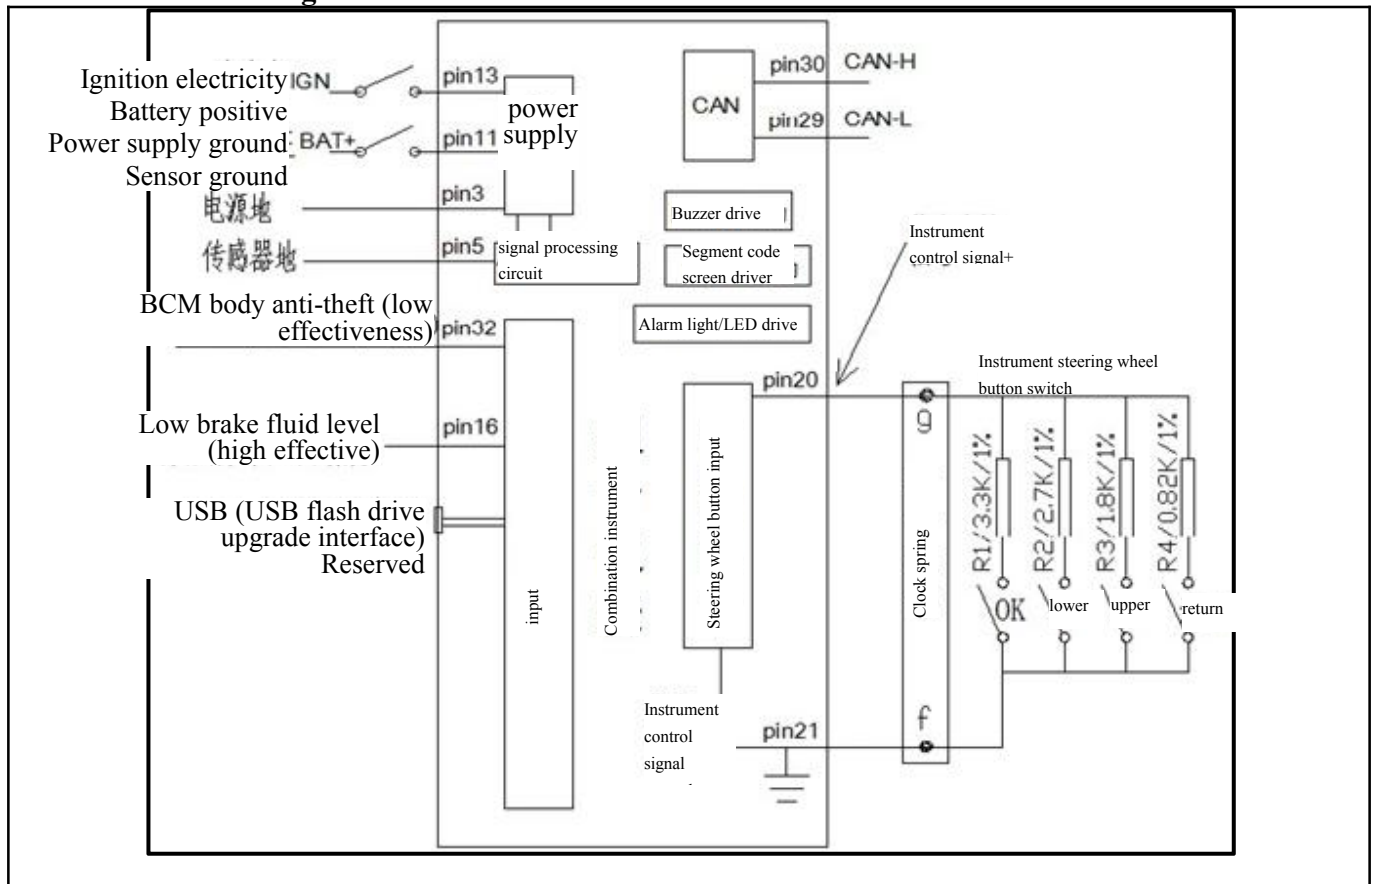 Ignition electricity
IGN
Battery positive
Power supply ground
BAT+
Sensor ground
电源地
传感器地
pin13
pin11
pin3
pin5
power
supply
signal processing
circuit
CAN
pin30
CAN-H
pin29
CAN-L
Buzzer drive
Segment code
screen driver
Alarm light/LED drive
Instrument
control signal+
BCM body anti-theft (low
effectiveness)
pin32
Low brake fluid level
(high effective)
pin16
USB (USB flash drive
upgrade interface)
Reserved
input
Combination instrument
Steering wheel button input
pin20
Instrument steering wheel
button switch
g
Clock spring
f
R1/3.3K/1%
R2/2.7K/1%
R3/1.8K/1%
R4/0.82K/1%
OK
lower
upper
return
Instrument
control
signal
pin21